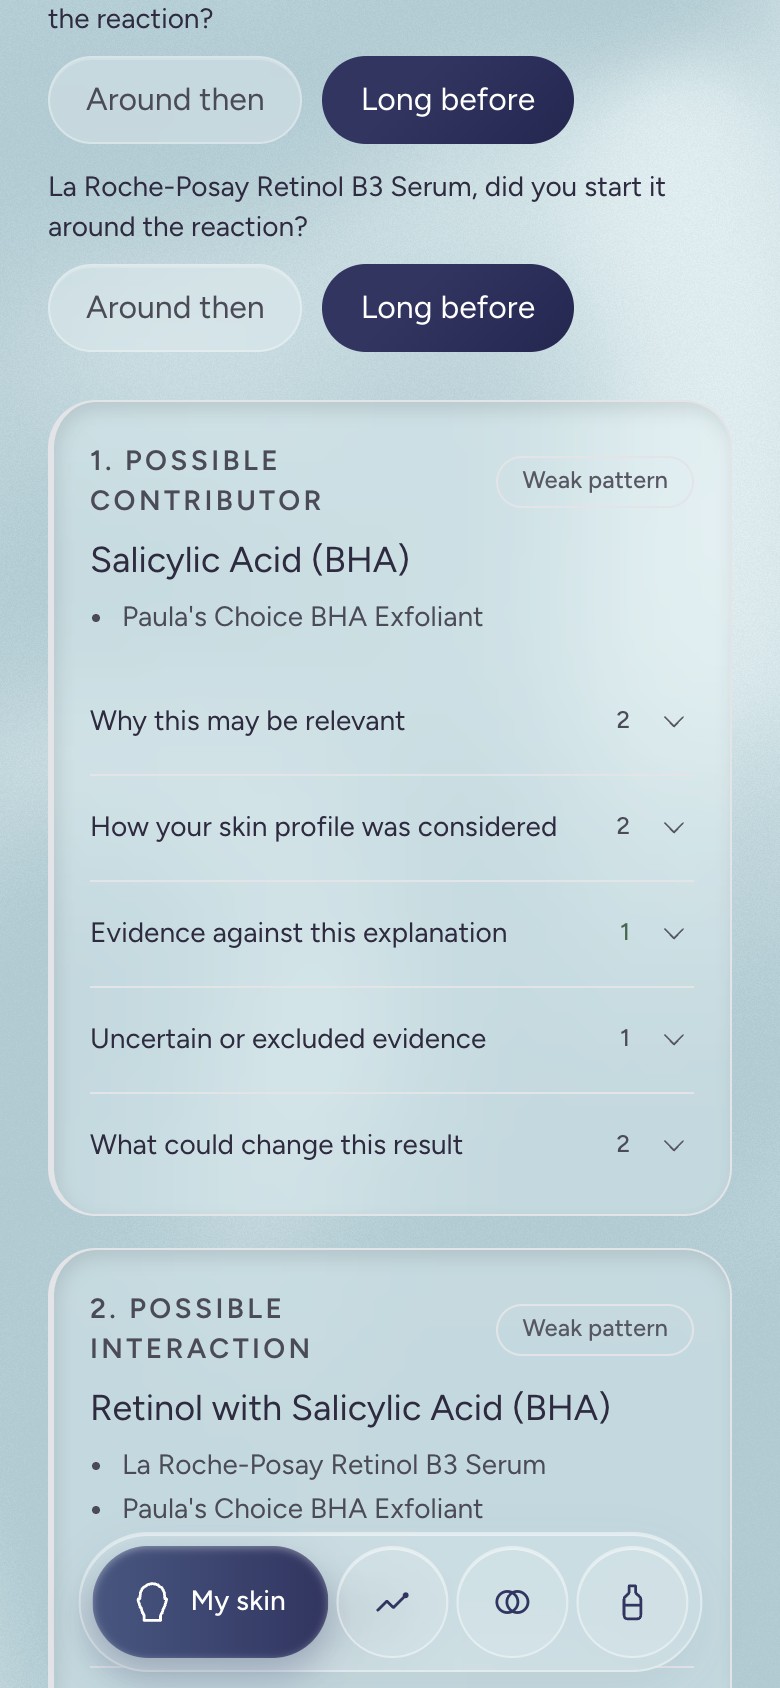 the reaction?
Around then
Long before
La Roche-Posay Retinol B3 Serum, did you start it
around the reaction?
Around then
Long before
1. POSSIBLE
CONTRIBUTOR
Weak pattern
Salicylic Acid (BHA)
• Paula's Choice BHA Exfoliant
Why this may be relevant 2
How your skin profile was considered 2
Evidence against this explanation 1
Uncertain or excluded evidence 1
What could change this result 2
2. POSSIBLE
INTERACTION
Weak pattern
Retinol with Salicylic Acid (BHA)
• La Roche-Posay Retinol B3 Serum
• Paula's Choice BHA Exfoliant
My skin